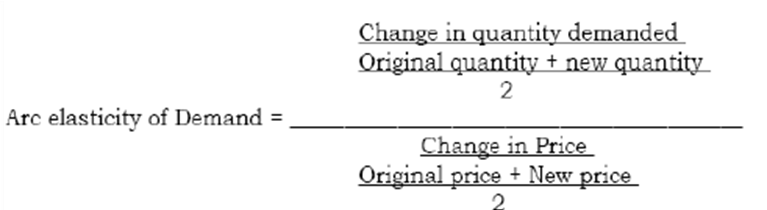 Change in quantity demanded
Original quantity + new quantity
2
Arc elasticity of Demand =
Change in Price
Original price + New price
2